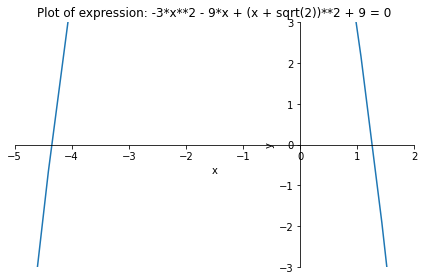 Plot of expression: -3*x**2 - 9*x + (x + sqrt(2))**2 + 9 = 0
3
2
1
0
−1
−2
−3
y
−5 −4 −3 −2 −1 0 1 2
x